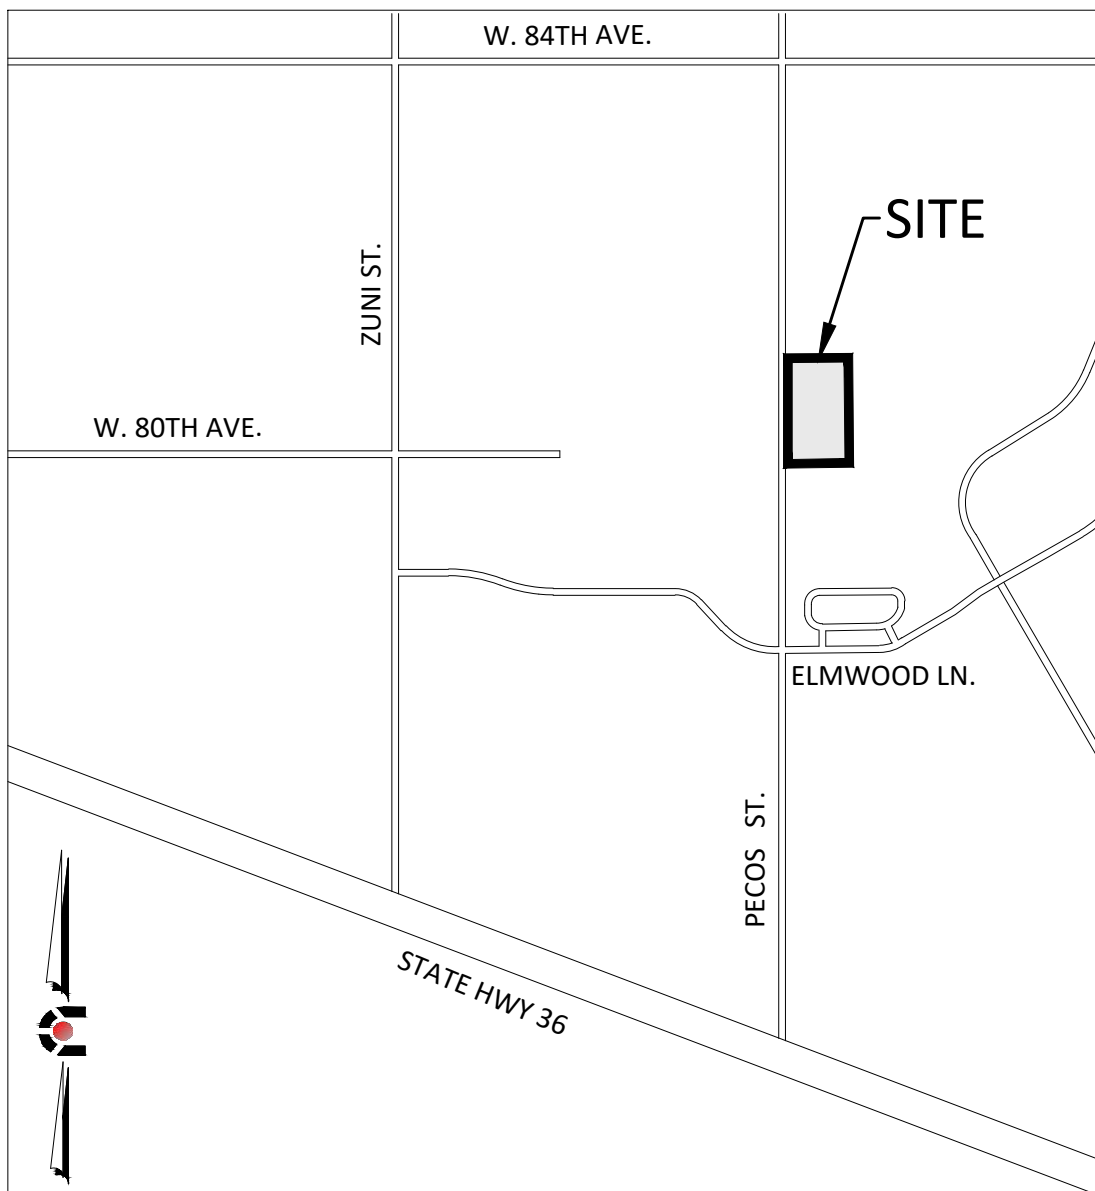 W. 84TH AVE.
SITE
ZUNI ST.
W. 80TH AVE.
ELMWOOD LN.
PECOS ST.
STATE HWY 36